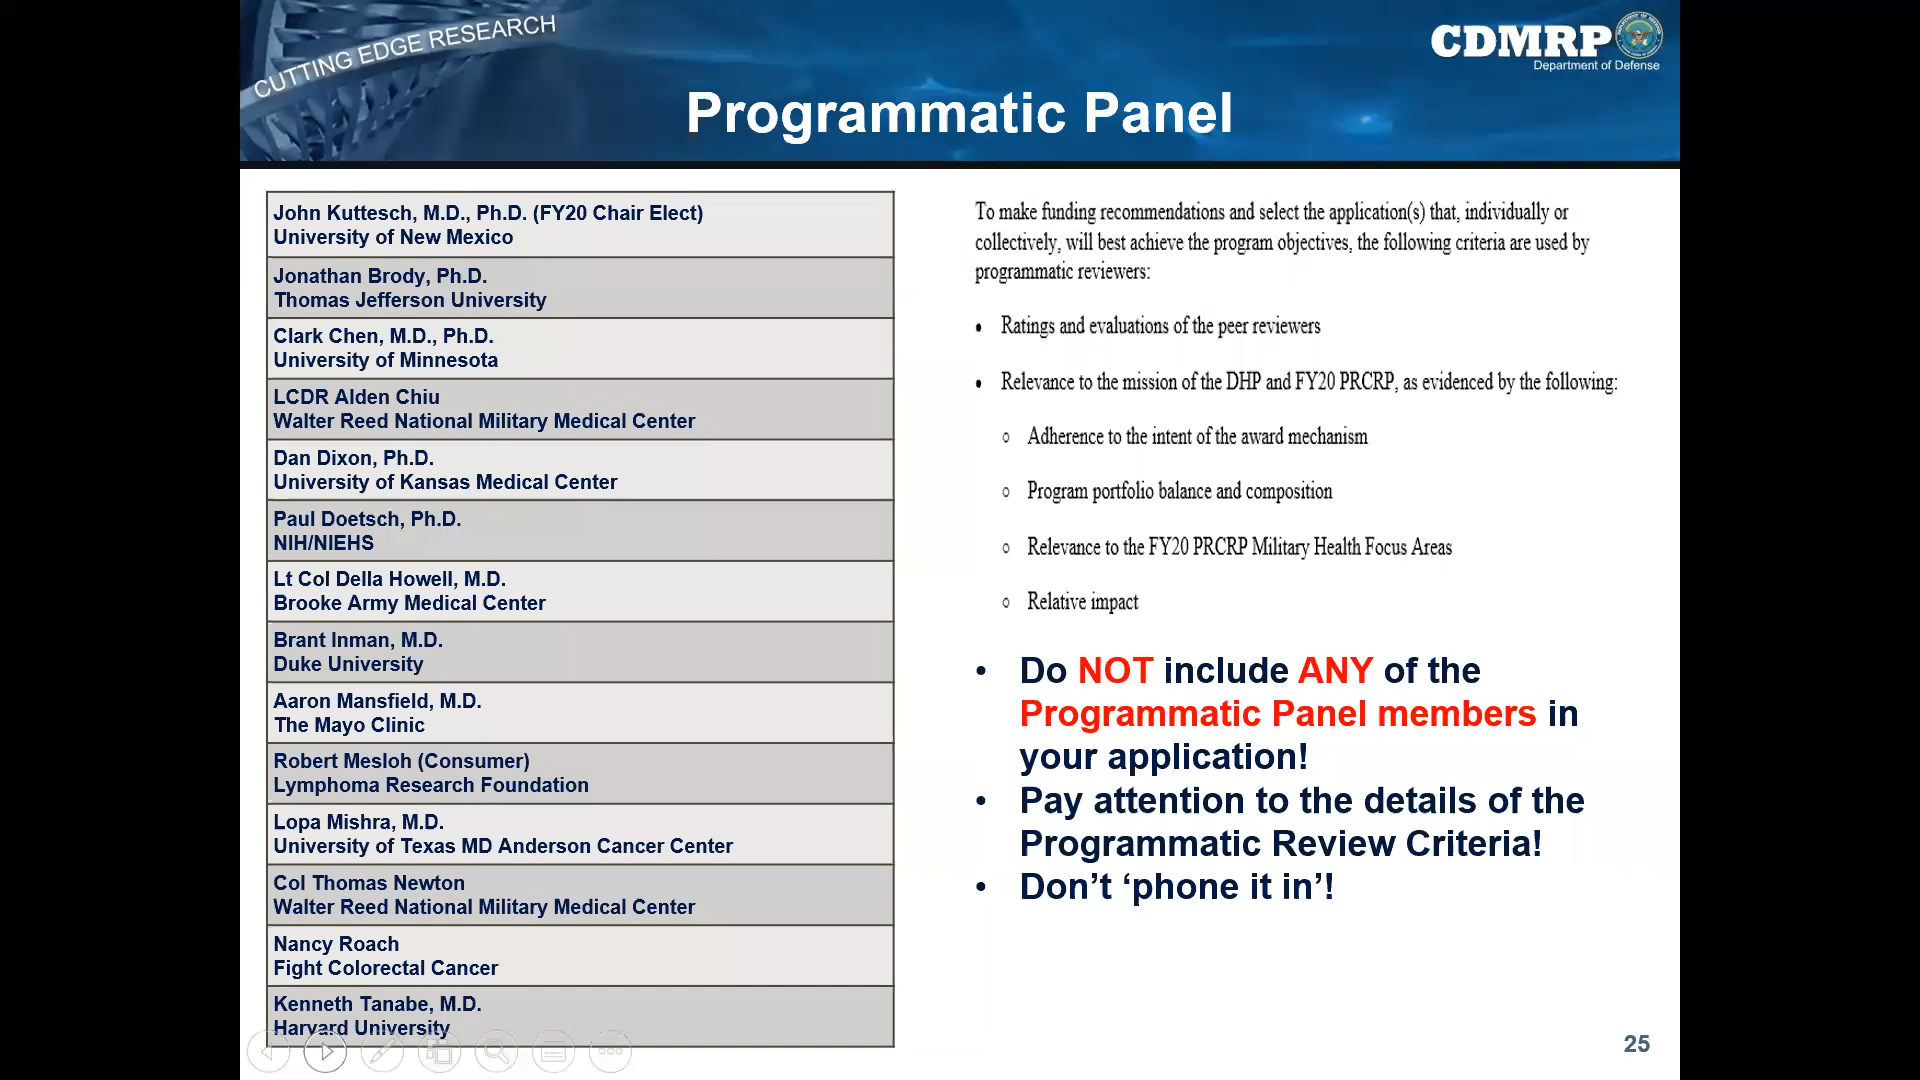 CUTTING EDGE RESEARCH
CDMRP
Department of Defense
Programmatic Panel
John Kuttesch, M.D., Ph.D. (FY20 Chair Elect)
University of New Mexico
Jonathan Brody, Ph.D.
Thomas Jefferson University
Clark Chen, M.D., Ph.D.
University of Minnesota
LCDR Alden Chiu
Walter Reed National Military Medical Center
Dan Dixon, Ph.D.
University of Kansas Medical Center
Paul Doetsch, Ph.D.
NIH/NIEHS
Lt Col Della Howell, M.D.
Brooke Army Medical Center
Brant Inman, M.D.
Duke University
Aaron Mansfield, M.D.
The Mayo Clinic
Robert Mesloh (Consumer)
Lymphoma Research Foundation
Lopa Mishra, M.D.
University of Texas MD Anderson Cancer Center
Col Thomas Newton
Walter Reed National Military Medical Center
Nancy Roach
Fight Colorectal Cancer
Kenneth Tanabe, M.D.
Harvard University
To make funding recommendations and select the application(s) that, individually or
collectively, will best achieve the program objectives, the following criteria are used by
programmatic reviewers:
• Ratings and evaluations of the peer reviewers
• Relevance to the mission of the DHP and FY20 PRCRP, as evidenced by the following:
○ Adherence to the intent of the award mechanism
○ Program portfolio balance and composition
○ Relevance to the FY20 PRCRP Military Health Focus Areas
○ Relative impact
• Do NOT include ANY of the
Programmatic Panel members in
your application!
• Pay attention to the details of the
Programmatic Review Criteria!
• Don’t ‘phone it in’!
25